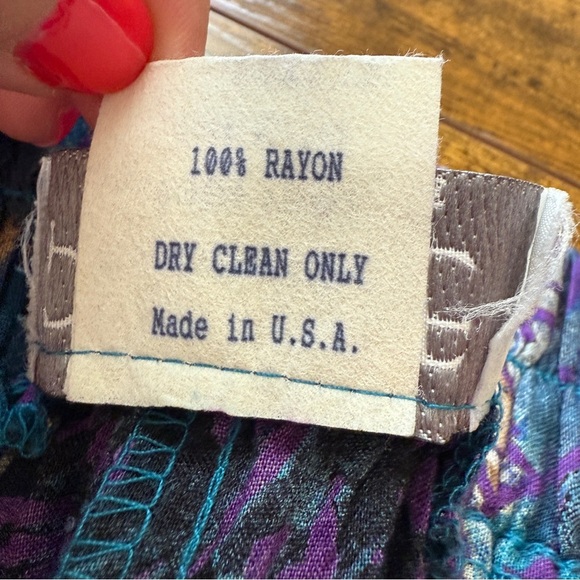 100% RAYON
DRY CLEAN ONLY
Made in U.S.A.